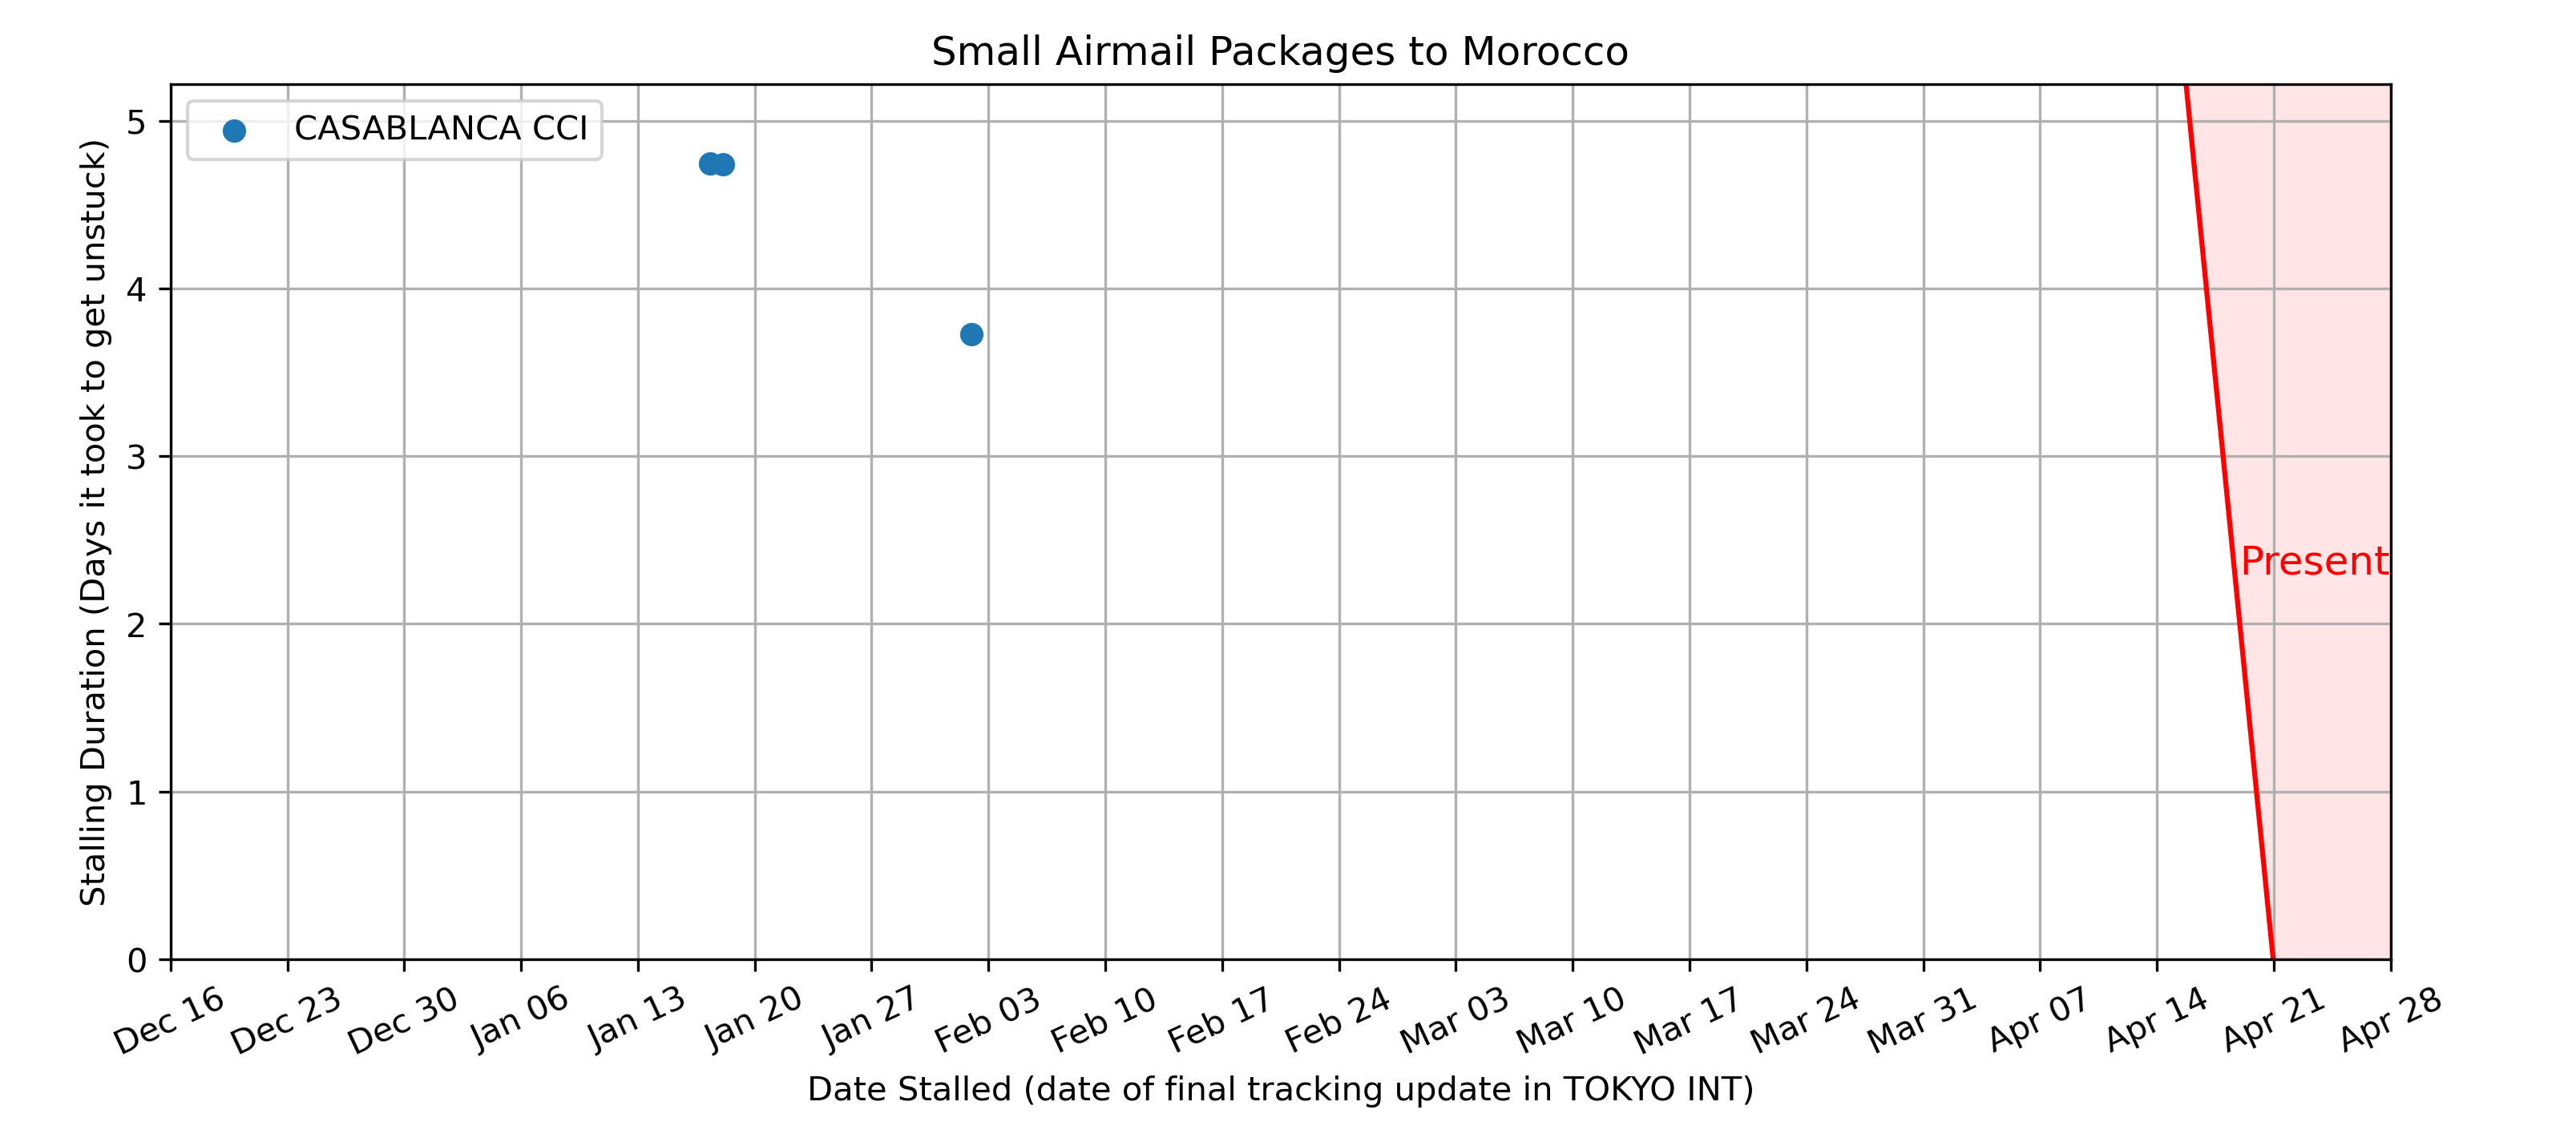 Small Airmail Packages to Morocco
CASABLANCA CCI
Stalling Duration (Days it took to get unstuck)
5
4
3
2
1
0
Present
Dec 16
Dec 23
Dec 30
Jan 06
Jan 13
Jan 20
Jan 27
Feb 03
Feb 10
Feb 17
Feb 24
Mar 03
Mar 10
Mar 17
Mar 24
Mar 31
Apr 07
Apr 14
Apr 21
Apr 28
Date Stalled (date of final tracking update in TOKYO INT)